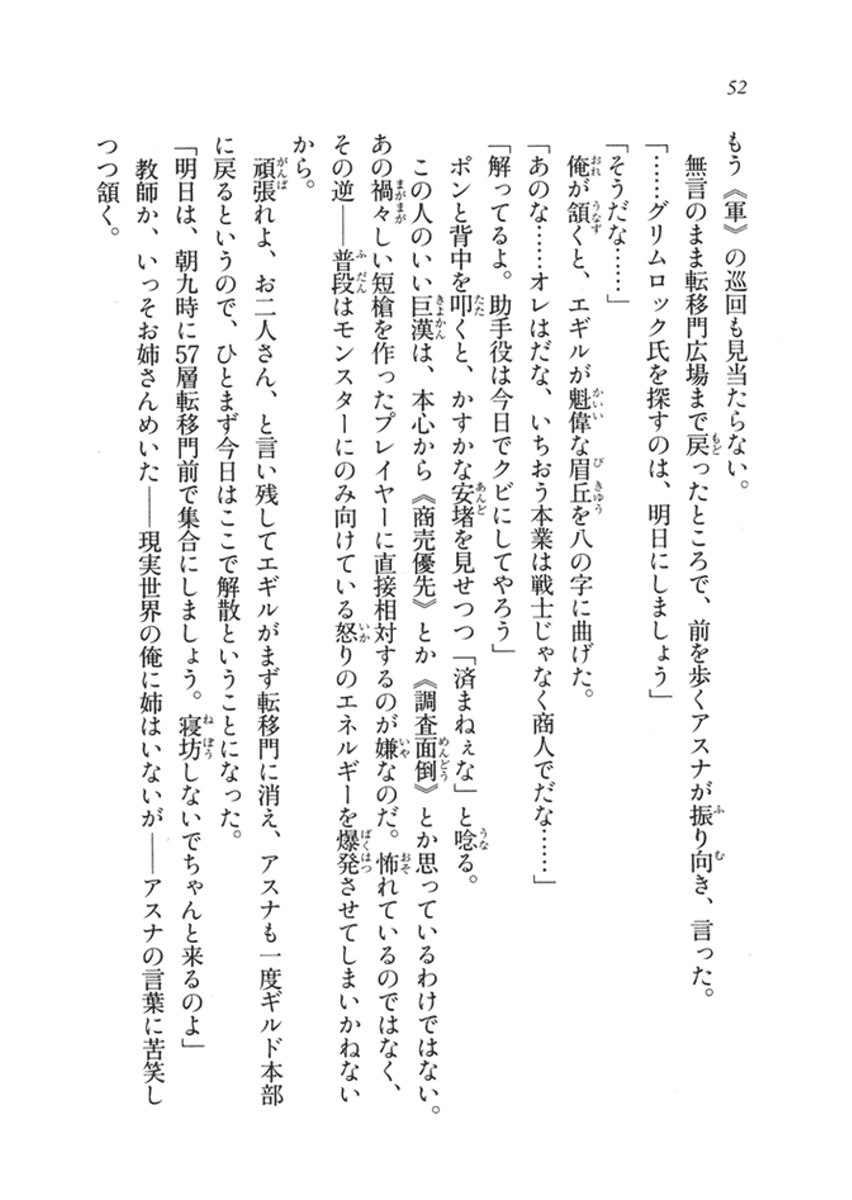 52
もう《軍》の巡回も見当たらない。
　無言のまま転移門広場まで戻ったところで、前を歩くアスナが振り向き、言った。
「……グリムロック氏を探すのは、明日にしましょう」
「そうだな……」
　俺が頷くと、エギルが魁偉な眉丘を八の字に曲げた。
「あのな……オレはだな、いちおう本業は戦士じゃなく商人でだな……」
「解ってるよ。助手役は今日でクビにしてやろう」
　ポンと背中を叩くと、かすかな安堵を見せつつ「済まねぇな」と唸る。
　この人のいい巨漢は、本心から《商売優先》とか《調査面倒》とか思っているわけではない。
あの禍々しい短槍を作ったプレイヤーに直接相対するのが嫌なのだ。怖れているのではなく、
その逆――普段はモンスターにのみ向けている怒りのエネルギーを爆発させてしまいかねない
から。
　頑張れよ、お二人さん、と言い残してエギルがまず転移門に消え、アスナも一度ギルド本部
に戻るというので、ひとまず今日はここで解散ということになった。
「明日は、朝九時に57層転移門前で集合にしましょう。寝坊しないでちゃんと来るのよ」
　教師か、いっそお姉さんめいた――現実世界の俺に姉はいないが――アスナの言葉に苦笑し
つつ頷く。